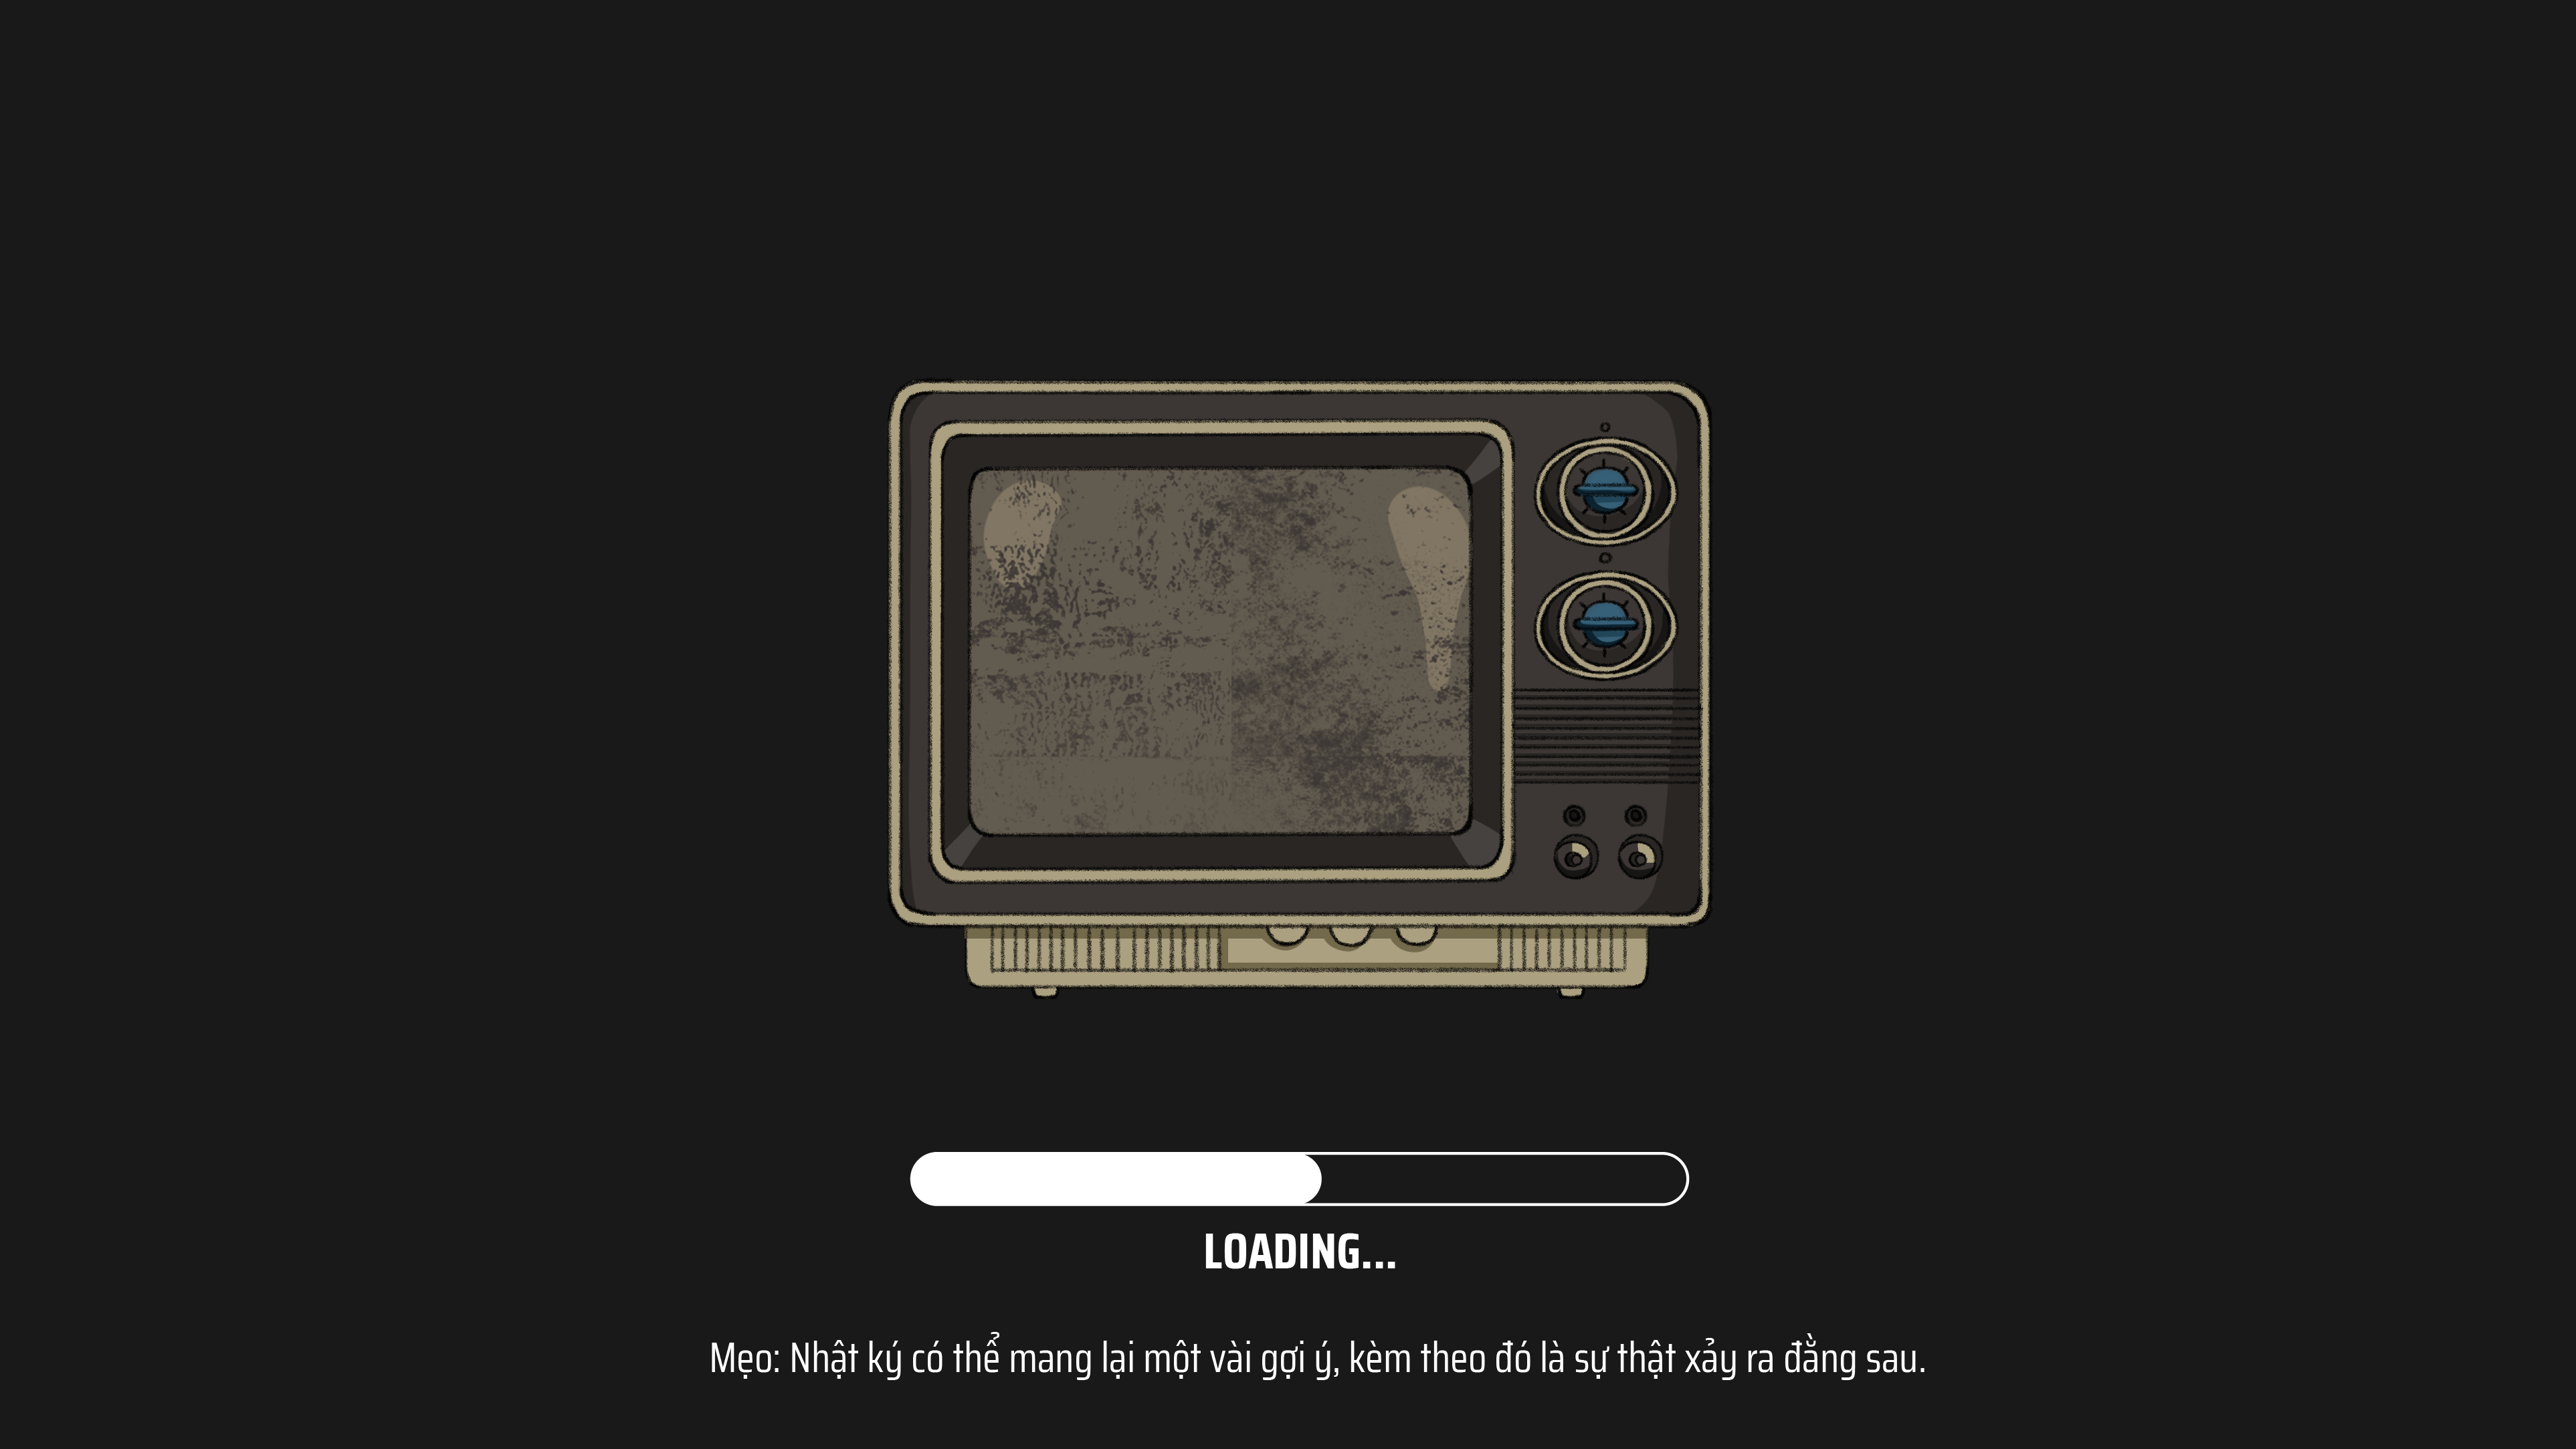 LOADING...
Mẹo: Nhật ký có thể mang lại một vài gợi ý, kèm theo đó là sự thật xảy ra đằng sau.